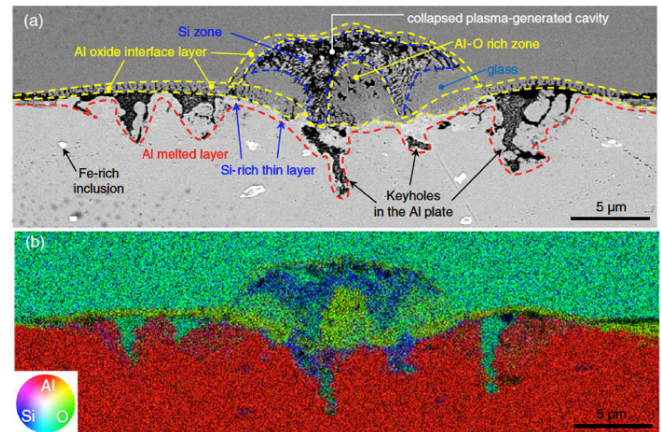 (a)
collapsed plasma-generated cavity
Si zone
Al-O rich zone
Al oxide interface layer
glass
Al melted layer
Si-rich thin layer
Fe-rich
inclusion
Keyholes
in the Al plate
5 µm
(b)
Al
Si
O
5 µm